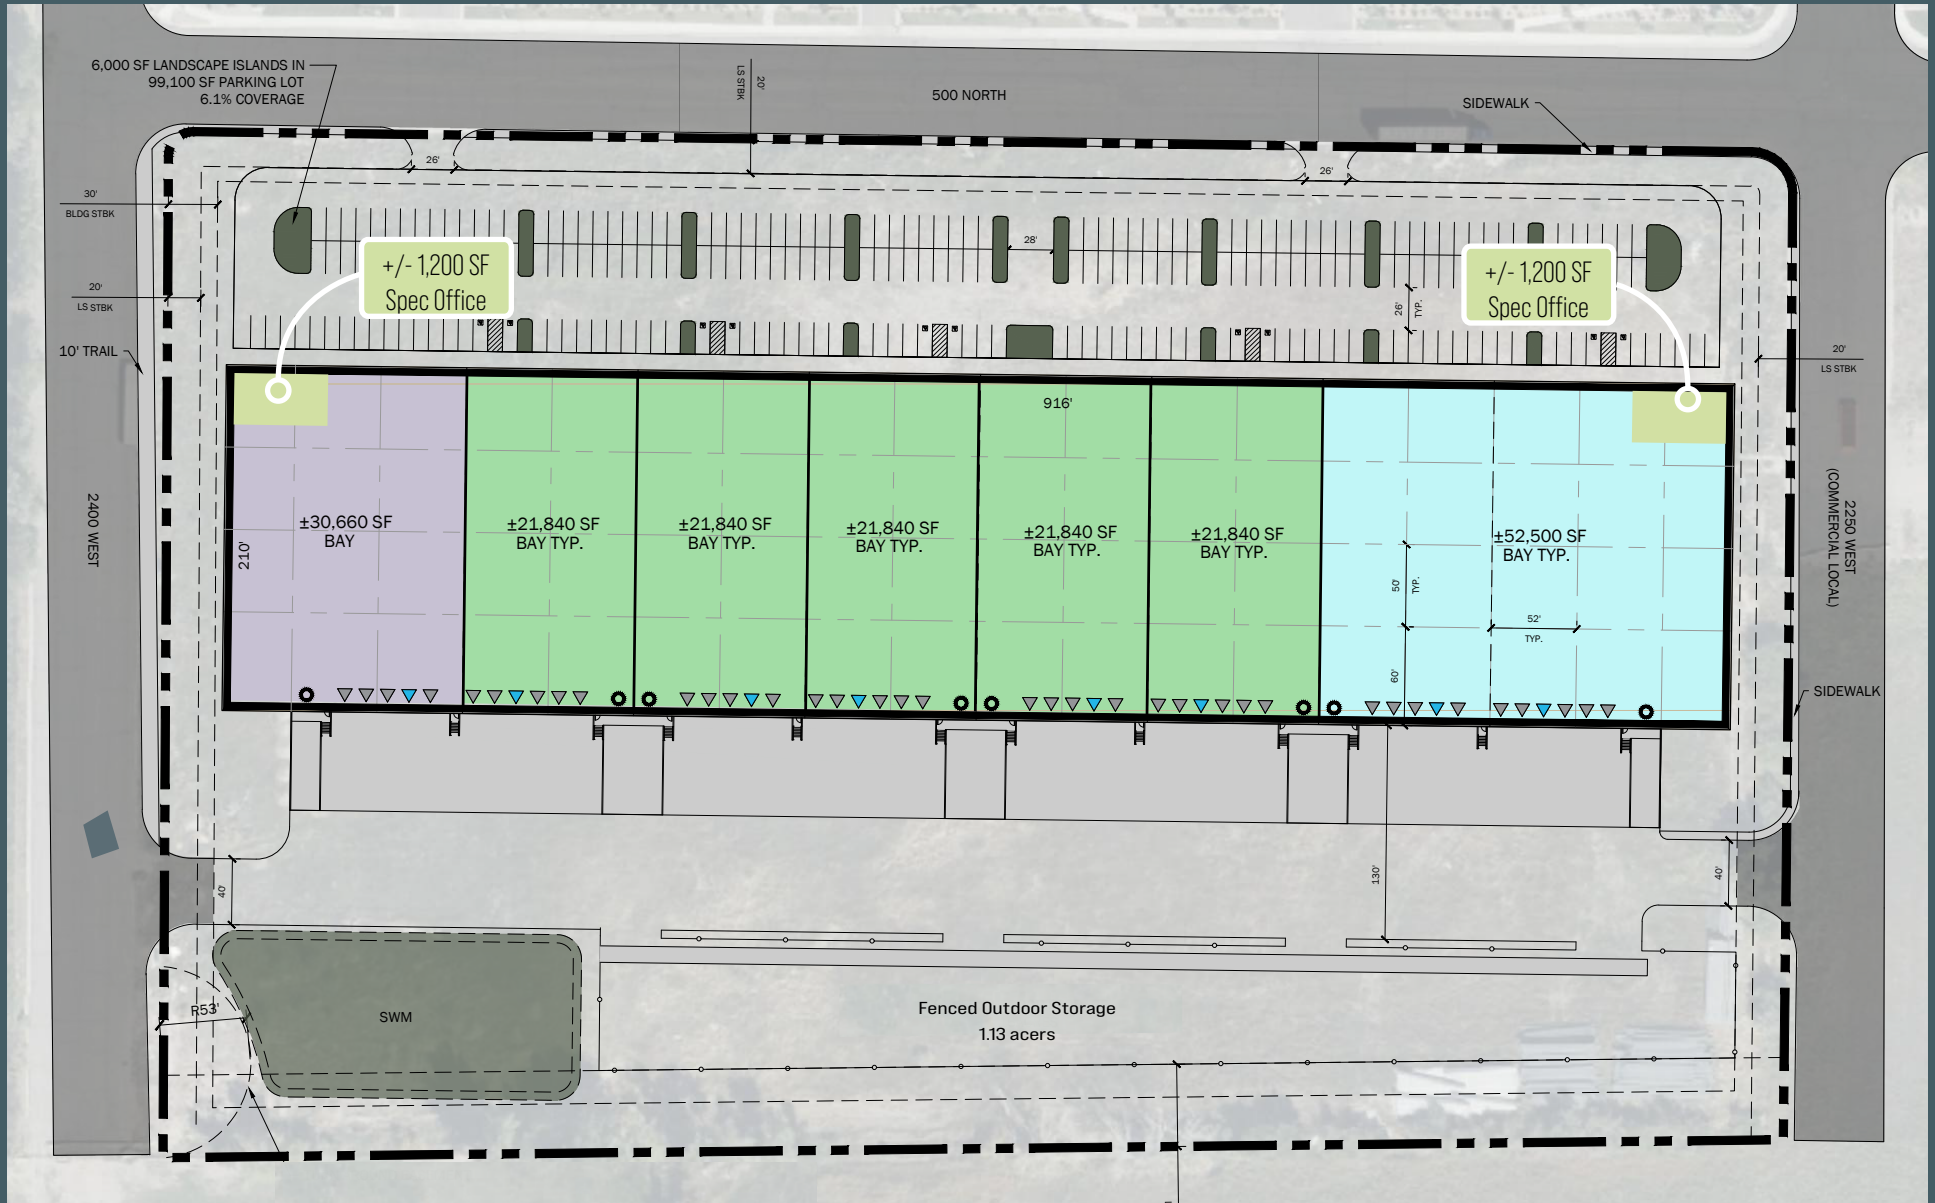 6,000 SF LANDSCAPE ISLANDS IN
99,100 SF PARKING LOT
6.1% COVERAGE
LS STBK
20'
500 NORTH
SIDEWALK
26'
26'
30'
BLDG STBK
28'
+/- 1,200 SF
Spec Office
+/- 1,200 SF
Spec Office
20'
LS STBK
26'
TYP.
10' TRAIL
20'
LS STBK
916'
2400 WEST
210'
±30,660 SF
BAY
±21,840 SF
BAY TYP.
±21,840 SF
BAY TYP.
±21,840 SF
BAY TYP.
±21,840 SF
BAY TYP.
±21,840 SF
BAY TYP.
±52,500 SF
BAY TYP.
2250 WEST
(COMMERCIAL LOCAL)
50'
TYP.
52'
TYP.
60'
SIDEWALK
40'
130'
40'
R53'
SWM
Fenced Outdoor Storage
1.13 acers